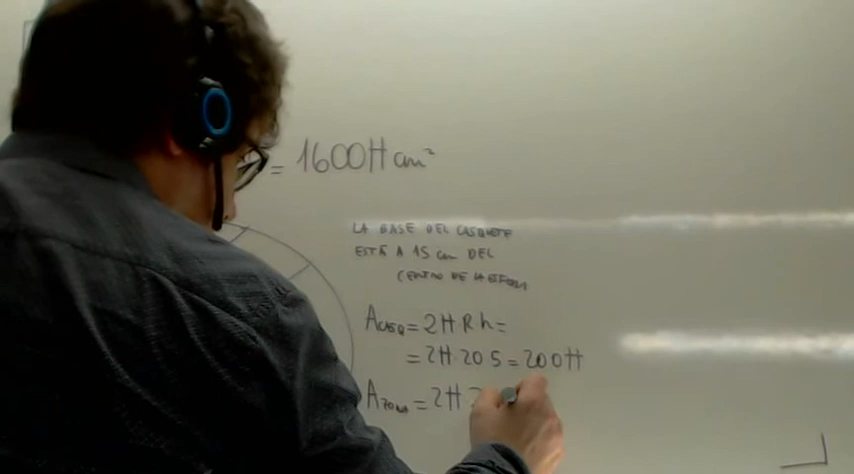 = 1600π cm²
LA BASE DEL CASQUETE
ESTÁ A 15 cm DEL
CENTRO DE LA ESFERA
A CASQ = 2π R h =
= 2π 20 5 = 200π
A ZONA = 2π 2